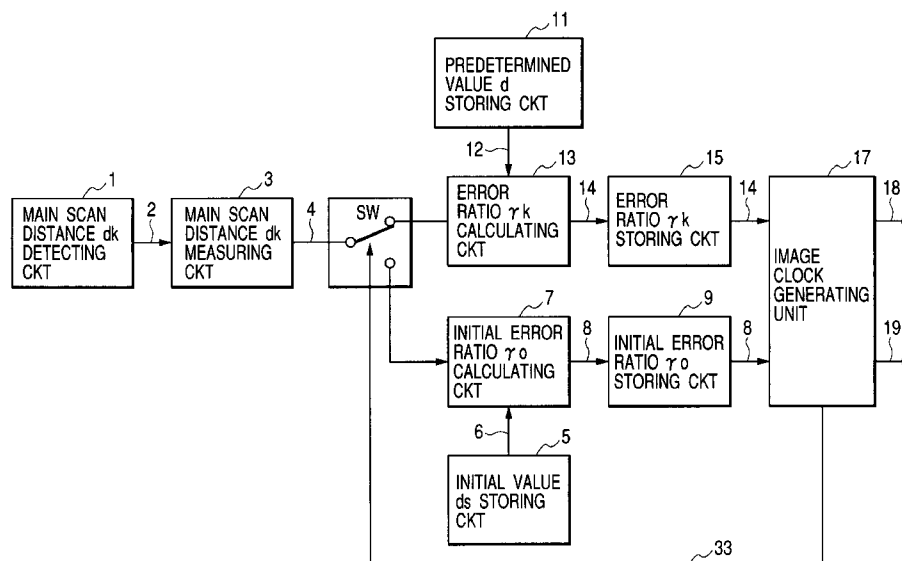 11
PREDETERMINED
VALUE d
STORING CKT
12
13
15
17
1
3
MAIN SCAN
DISTANCE dk
DETECTING
CKT
2
MAIN SCAN
DISTANCE dk
MEASURING
CKT
4
SW
ERROR
RATIO γk
CALCULATING
CKT
14
ERROR
RATIO γk
STORING CKT
14
IMAGE
CLOCK
GENERATING
UNIT
18
19
7
9
INITIAL ERROR
RATIO γo
CALCULATING
CKT
8
INITIAL ERROR
RATIO γo
STORING CKT
8
6
5
INITIAL VALUE
ds STORING
CKT
33